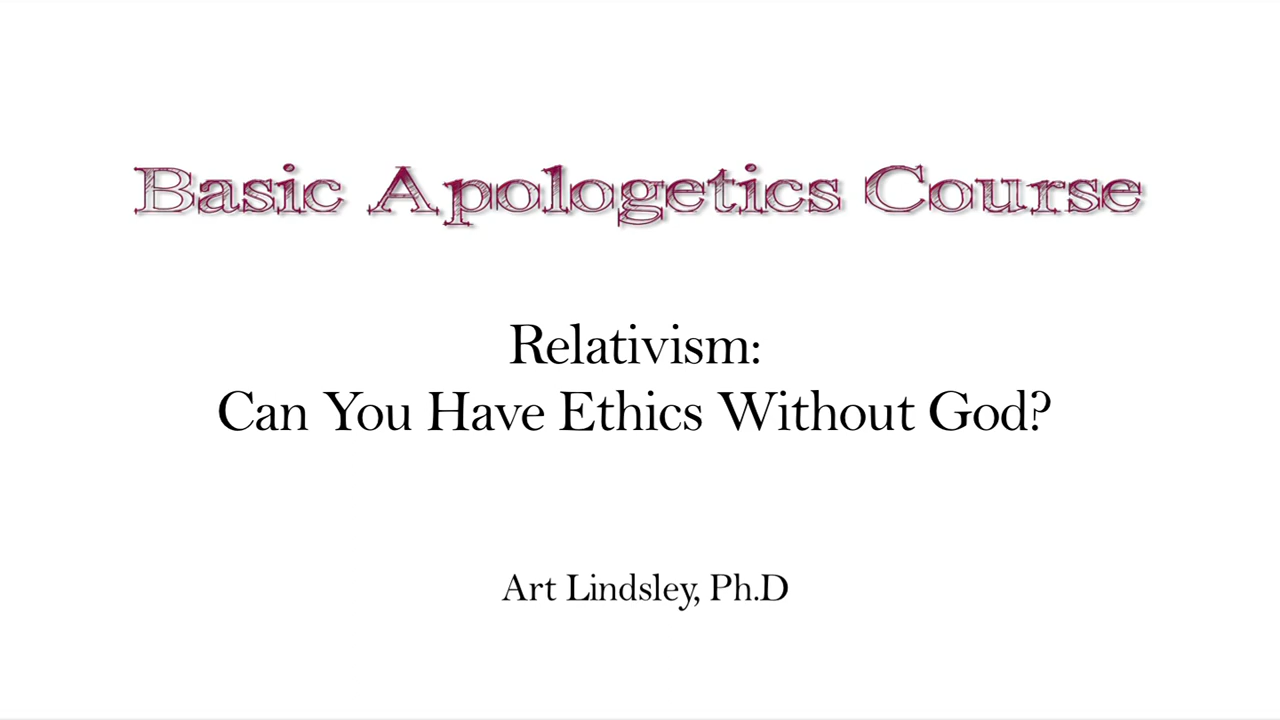 Basic Apologetics Course
Relativism:
Can You Have Ethics Without God?
Art Lindsley, Ph.D